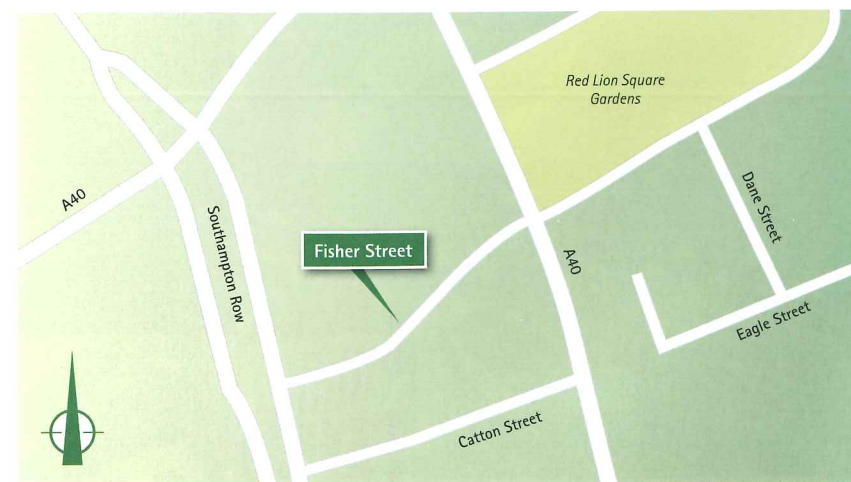 Red Lion Square
Gardens
A40
Southampton Row
Fisher Street
Dane Street
A40
Eagle Street
Catton Street